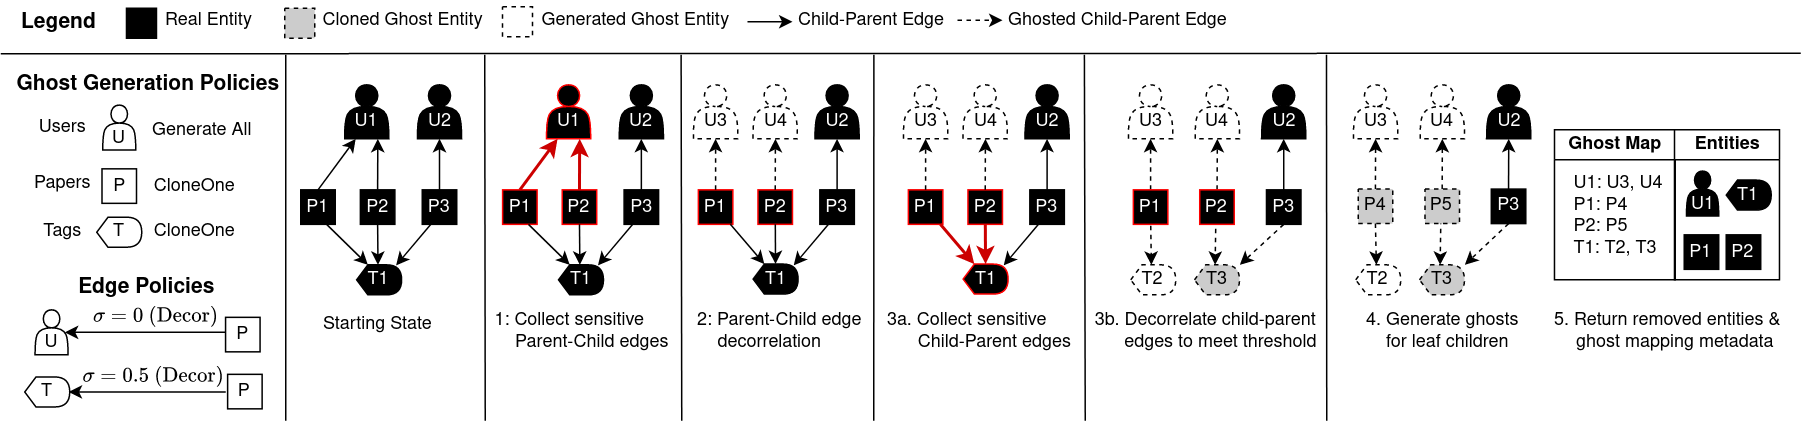 Legend Real Entity Cloned Ghost Entity Generated Ghost Entity Child-Parent Edge Ghosted Child-Parent Edge
Ghost Generation Policies
Users U Generate All
Papers P CloneOne
Tags T CloneOne
Edge Policies
σ = 0 (Decor)
U P
σ = 0.5 (Decor)
T P
U1 U2
P1 P2 P3
T1
Starting State
U1 U2
P1 P2 P3
T1
1: Collect sensitive
Parent-Child edges
U3 U4 U2
P1 P2 P3
T1
2: Parent-Child edge
decorrelation
U3 U4 U2
P1 P2 P3
T1
3a. Collect sensitive
Child-Parent edges
U3 U4 U2
P1 P2 P3
T2 T3
3b. Decorrelate child-parent
edges to meet threshold
U3 U4 U2
P4 P5 P3
T2 T3
4. Generate ghosts
for leaf children
Ghost Map Entities
U1: U3, U4
P1: P4
P2: P5
T1: T2, T3
U1 T1
P1 P2
5. Return removed entities &
ghost mapping metadata